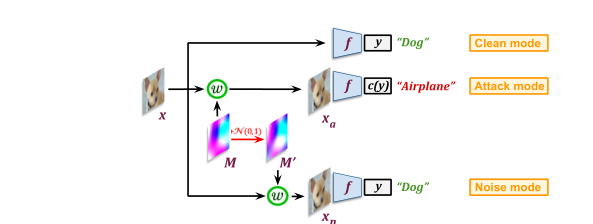 f y "Dog" Clean mode
w f c(y) "Airplane" Attack mode
x x_a
+N(0,1)
M M'
w f y "Dog" Noise mode
x_n